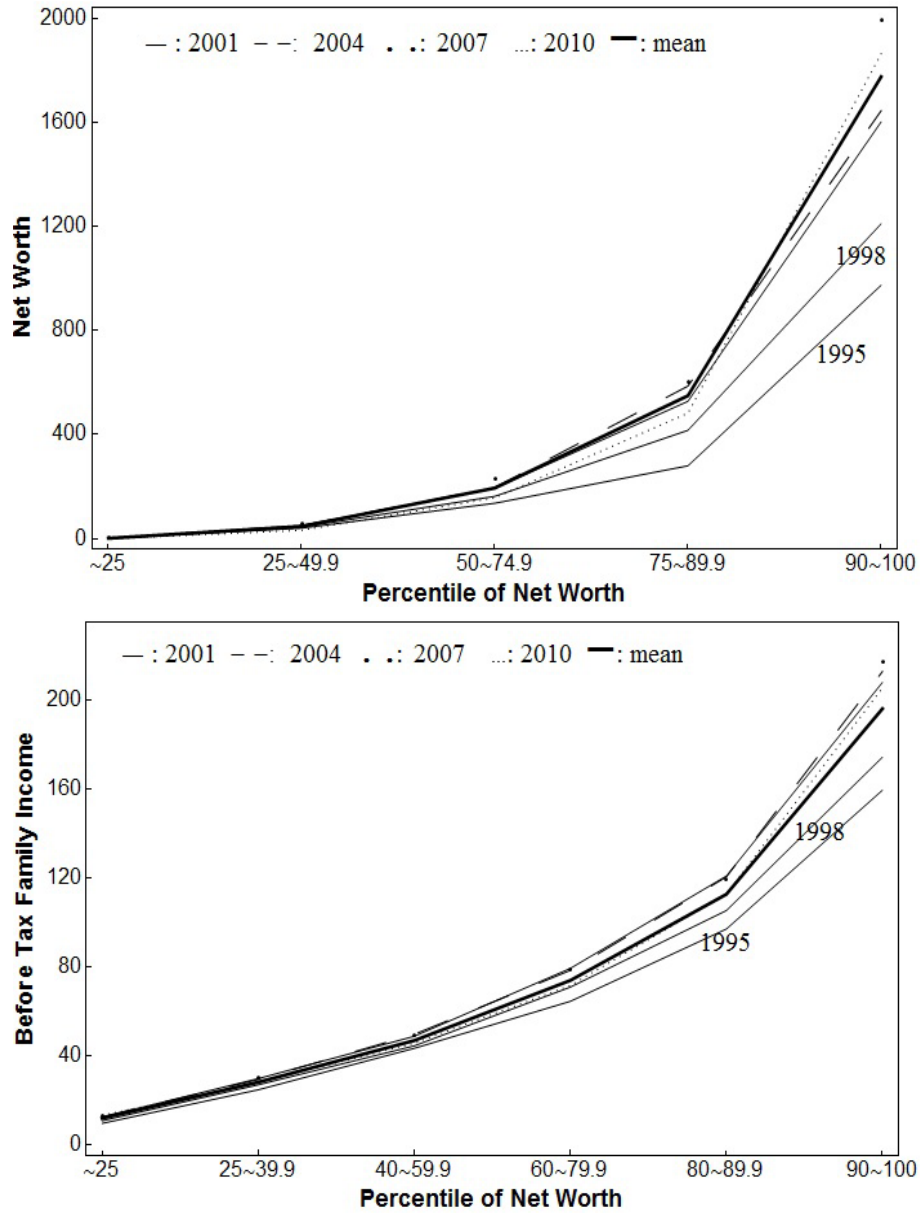 2000
— : 2001 – –: 2004 • •: 2007 ...: 2010 —: mean
1600
1200
1998
Net Worth
800
1995
400
0
~25 25~49.9 50~74.9 75~89.9 90~100
Percentile of Net Worth
— : 2001 – –: 2004 • •: 2007 ...: 2010 —: mean
200
160
1998
Before Tax Family Income
120
1995
80
40
0
~25 25~39.9 40~59.9 60~79.9 80~89.9 90~100
Percentile of Net Worth